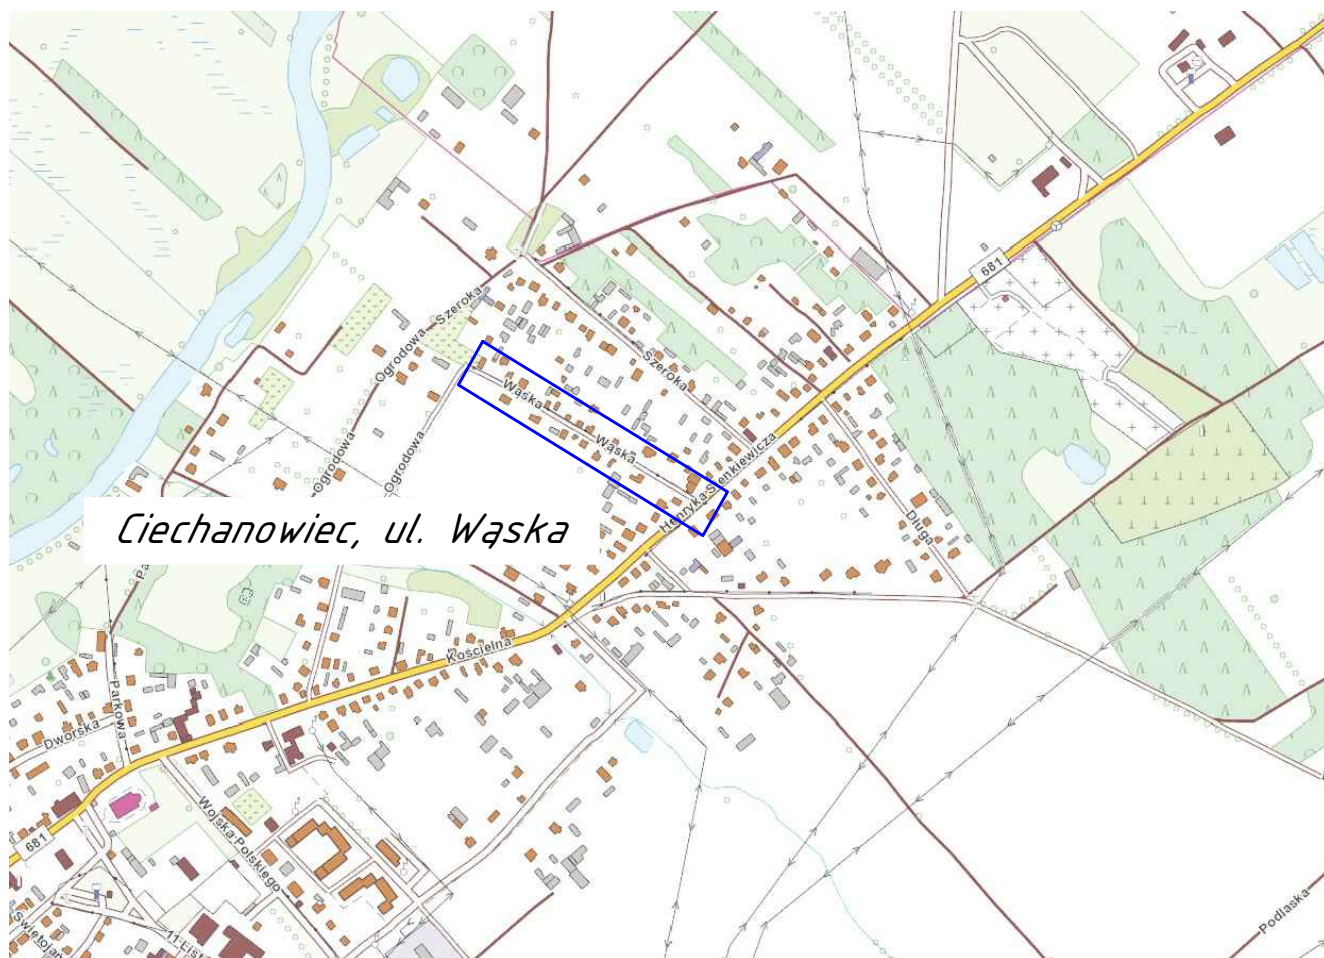 681
Szeroka
Ogrodowa
Szeroka
Wąska
Wąska
Ogrodowa
Ogrodowa
Henryka Sienkiewicza
Długa
Ciechanowiec, ul. Wąska
Kościelna
Parkowa
Dworska
Wojska Polskiego
681
Podlaska